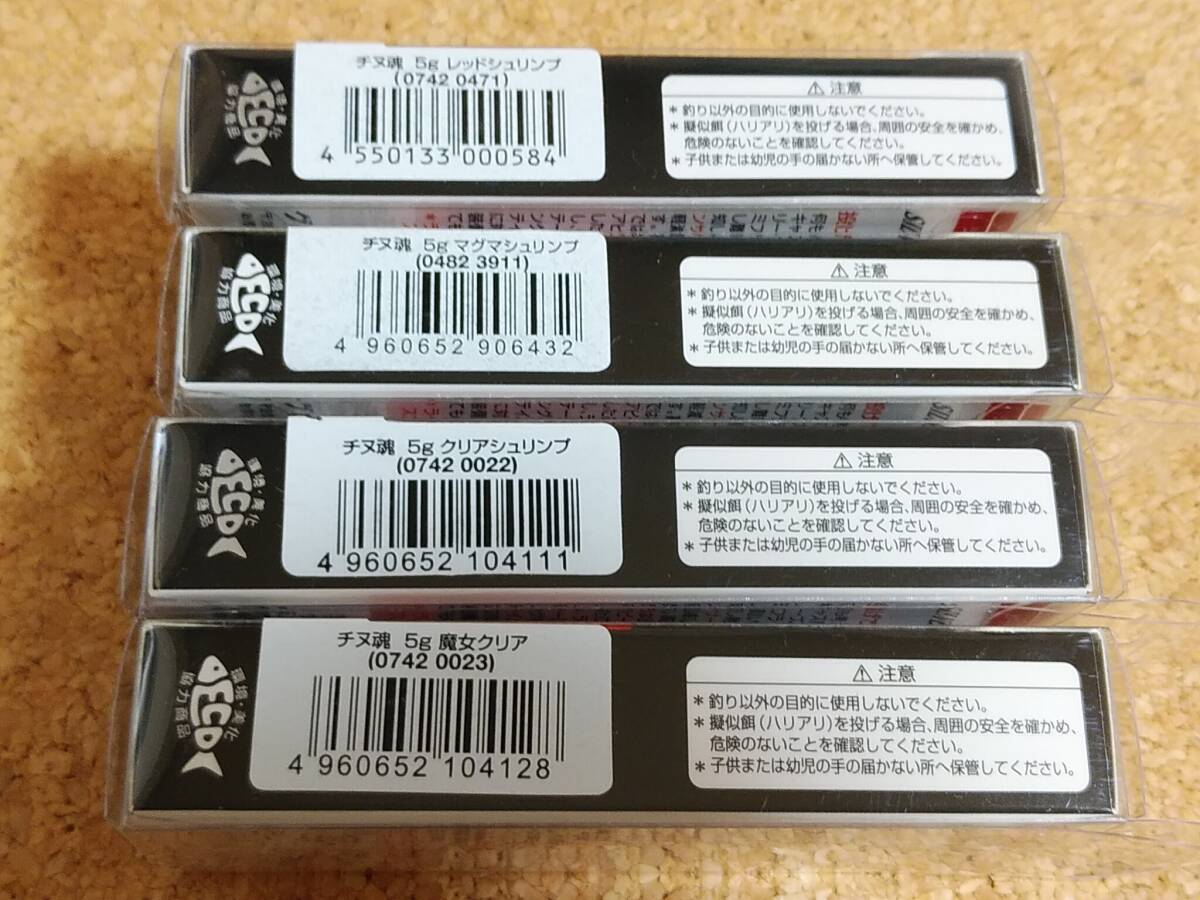 チヌ魂 5g レッドシュリンプ
(0742 0471)
4 550133 000584
環境・美化
ECO
協力商品
⚠ 注意
＊釣り以外の目的に使用しないでください。
＊擬似餌(ハリアリ)を投げる場合、周囲の安全を確かめ、
危険のないことを確認してください。
＊子供または幼児の手の届かない所へ保管してください。
チヌ魂 5g マグマシュリンプ
(0482 3911)
4 960652 906432
環境・美化
ECO
協力商品
⚠ 注意
＊釣り以外の目的に使用しないでください。
＊擬似餌(ハリアリ)を投げる場合、周囲の安全を確かめ、
危険のないことを確認してください。
＊子供または幼児の手の届かない所へ保管してください。
チヌ魂 5g クリアシュリンプ
(0742 0022)
4 960652 104111
環境・美化
ECO
協力商品
⚠ 注意
＊釣り以外の目的に使用しないでください。
＊擬似餌(ハリアリ)を投げる場合、周囲の安全を確かめ、
危険のないことを確認してください。
＊子供または幼児の手の届かない所へ保管してください。
チヌ魂 5g 魔女クリア
(0742 0023)
4 960652 104128
環境・美化
ECO
協力商品
⚠ 注意
＊釣り以外の目的に使用しないでください。
＊擬似餌(ハリアリ)を投げる場合、周囲の安全を確かめ、
危険のないことを確認してください。
＊子供または幼児の手の届かない所へ保管してください。